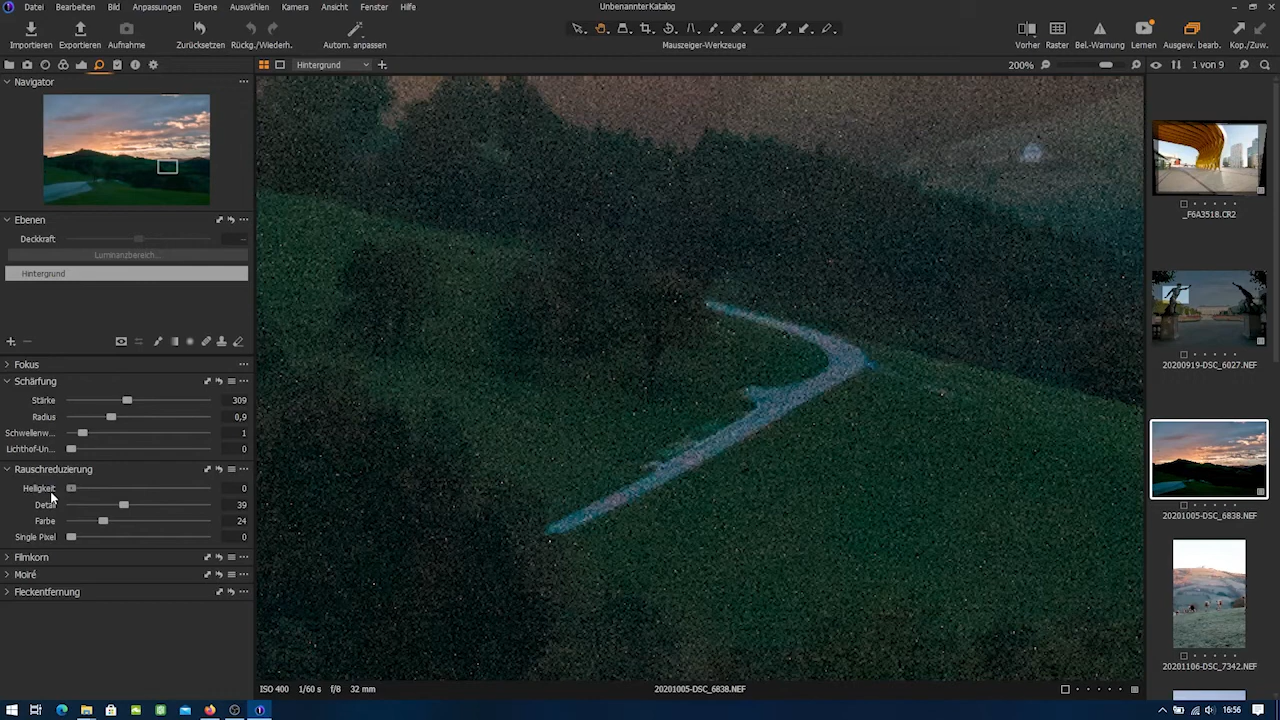 Datei Bearbeiten Bild Anpassungen Ebene Auswählen Kamera Ansicht Fenster Hilfe
Unbenannter Katalog
Importieren Exportieren Aufnahme Zurücksetzen Rückg./Wiederh. Autom. anpassen
Mauszeiger-Werkzeuge
Vorher Raster Bel.-Warnung Lernen Ausgew. bearb. Kop./Zuw.
Hintergrund
200%
1 von 9
Navigator
Ebenen
Deckkraft
Luminanzbereich...
Hintergrund
Fokus
Schärfung
Stärke 309
Radius 0,9
Schwellenw... 1
Lichthof-Un... 0
Rauschreduzierung
Helligkeit 0
Detail 39
Farbe 24
Single Pixel 0
Filmkorn
Moiré
Fleckentfernung
_F6A3518.CR2
20200919-DSC_6027.NEF
20201005-DSC_6838.NEF
20201106-DSC_7342.NEF
ISO 400 1/60 s f/8 32 mm
20201005-DSC_6838.NEF
16:56